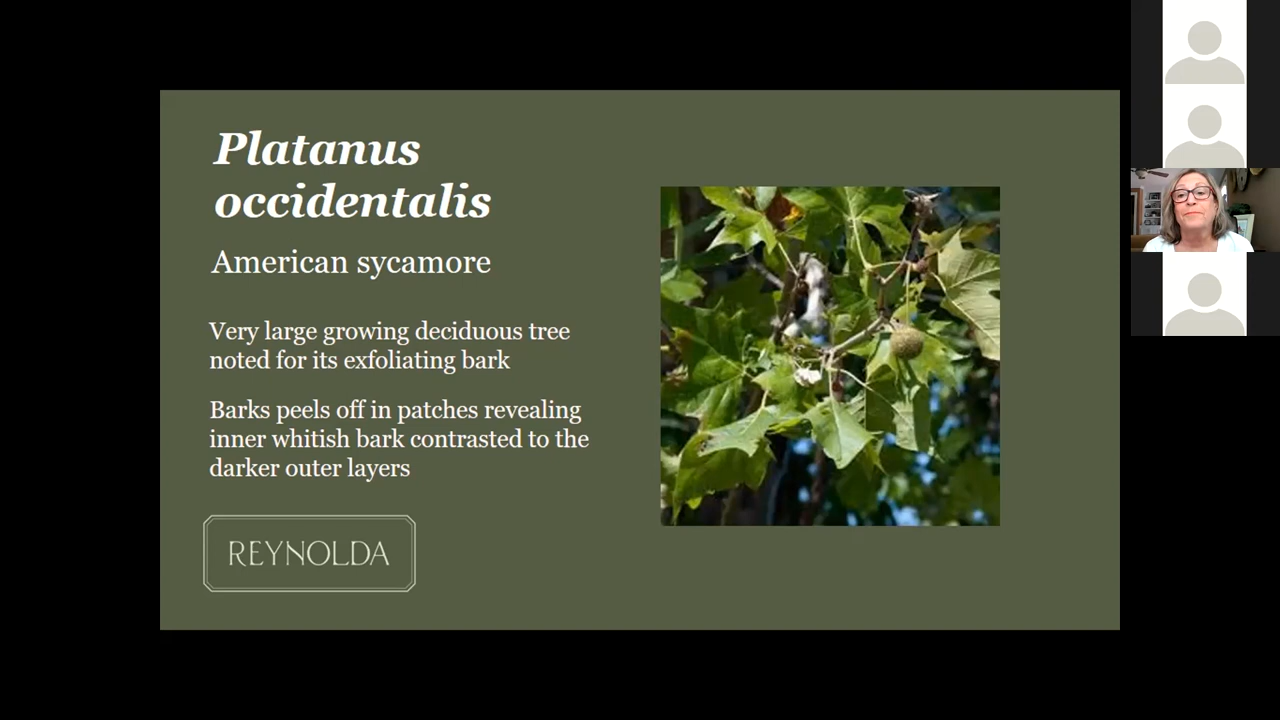 Platanus
occidentalis
American sycamore
Very large growing deciduous tree
noted for its exfoliating bark
Barks peels off in patches revealing
inner whitish bark contrasted to the
darker outer layers
REYNOLDA